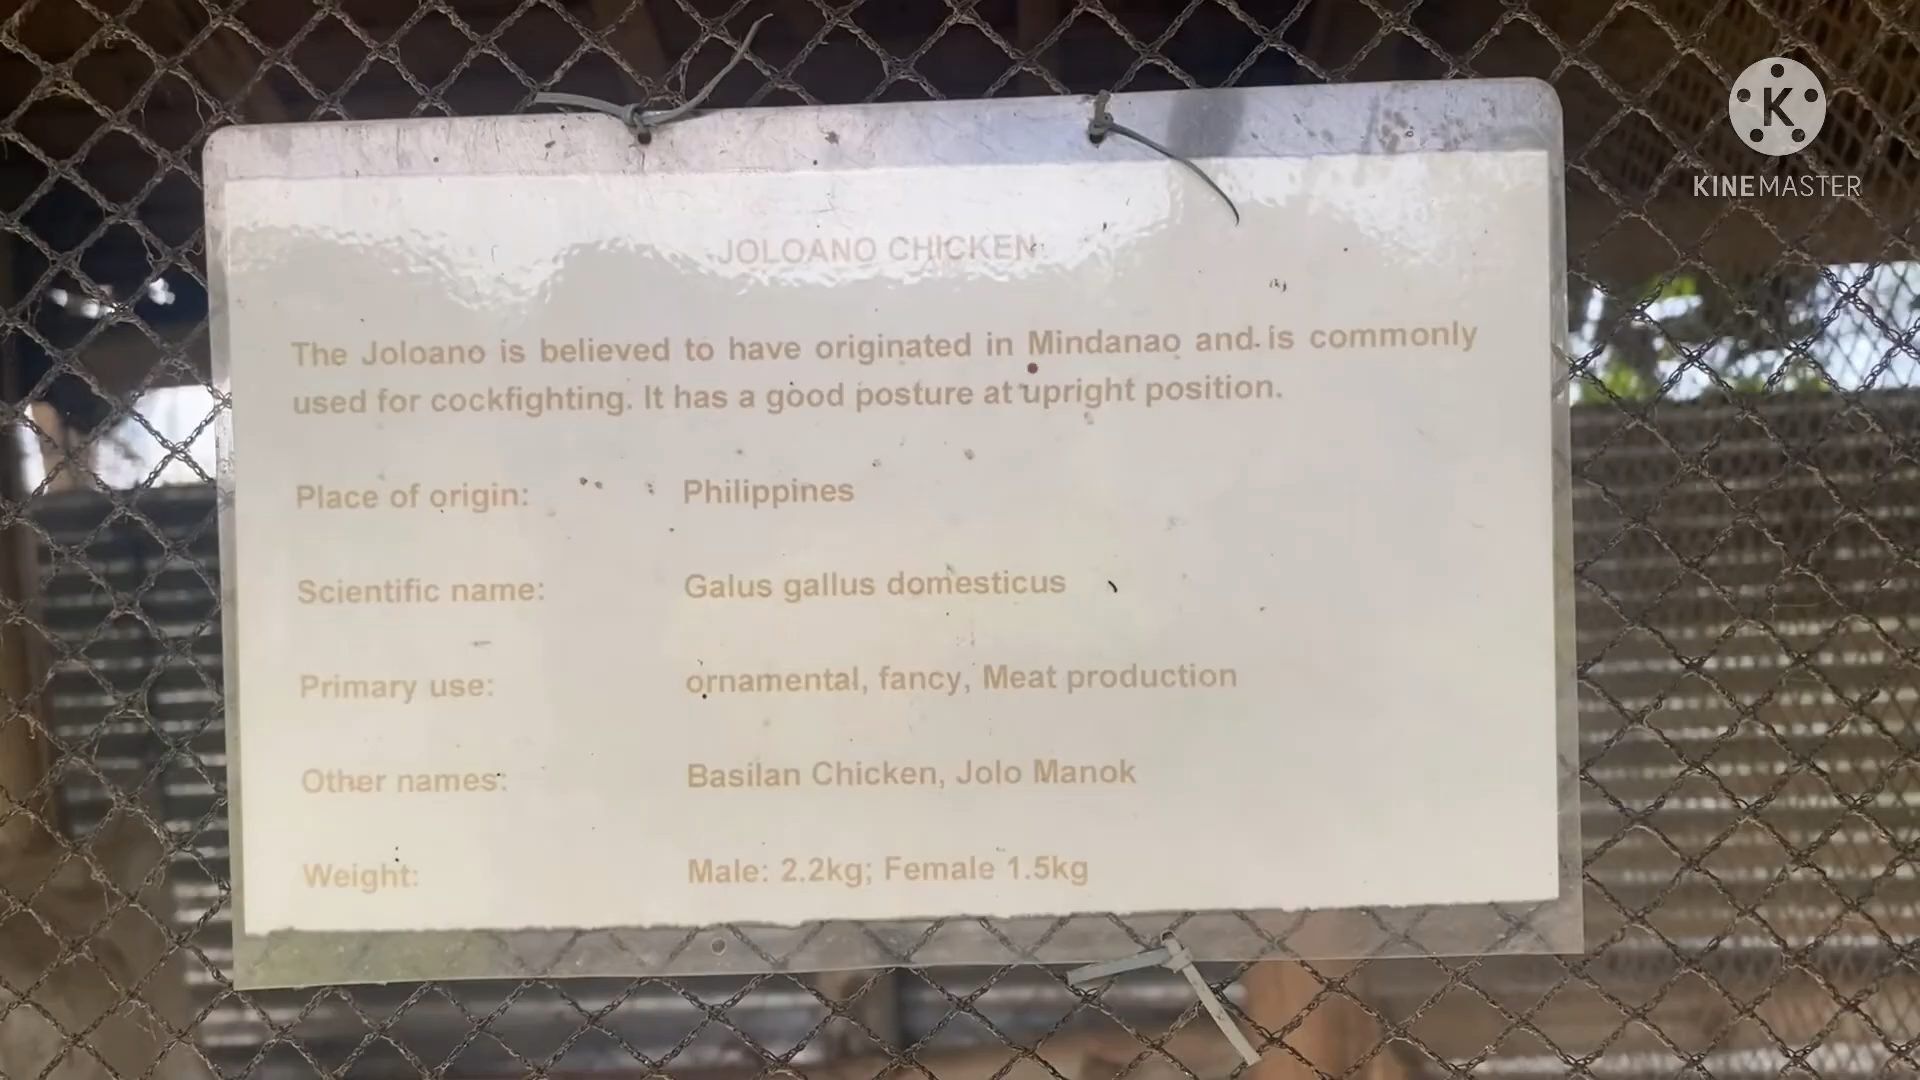 KINEMASTER
JOLOANO CHICKEN
The Joloano is believed to have originated in Mindanao and is commonly
used for cockfighting. It has a good posture at upright position.
Place of origin: Philippines
Scientific name: Galus gallus domesticus
Primary use: ornamental, fancy, Meat production
Other names: Basilan Chicken, Jolo Manok
Weight: Male: 2.2kg; Female 1.5kg